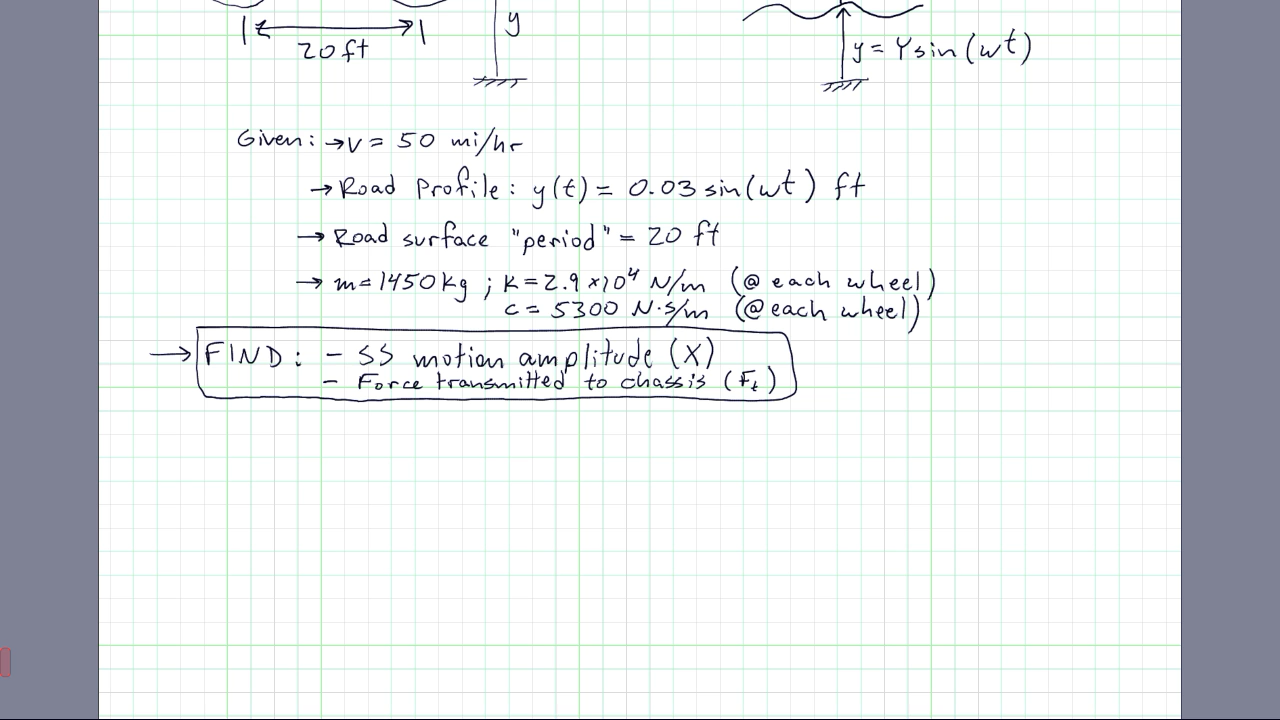 y
20 ft
y = Y sin(wt)
Given: → v = 50 mi/hr
→ Road Profile: y(t) = 0.03 sin(wt) ft
→ Road surface "period" = 20 ft
→ m = 1450 kg ; K = 2.9 × 10⁴ N/m (@ each wheel)
c = 5300 N·s/m (@ each wheel)
→ FIND: - SS motion amplitude (X)
- Force transmitted to chassis (Fₜ)